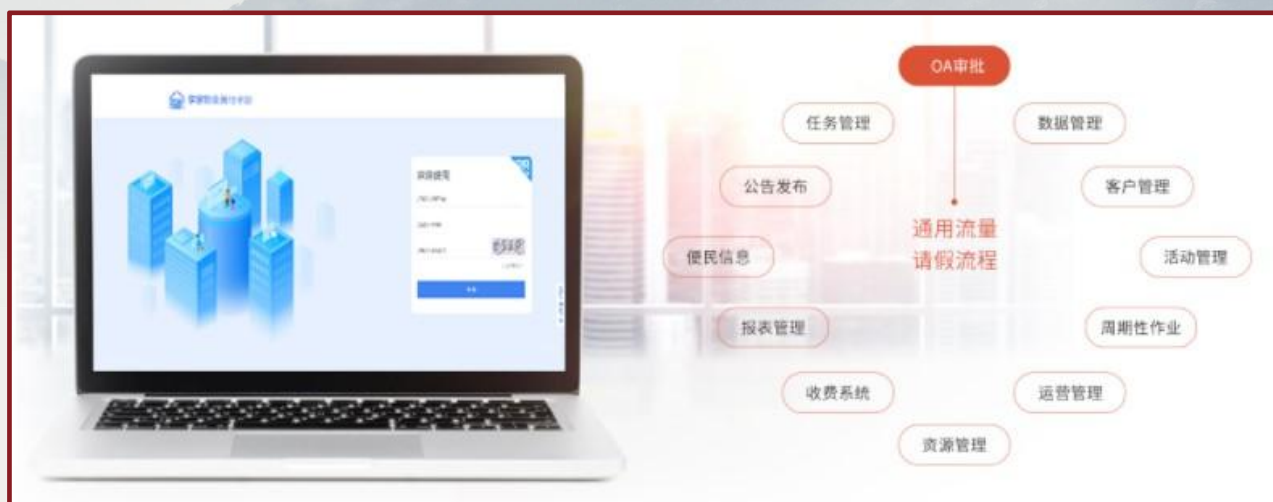 OA审批
任务管理
数据管理
公告发布
客户管理
通用流量
请假流程
便民信息
活动管理
报表管理
周期性作业
收费系统
运营管理
资源管理